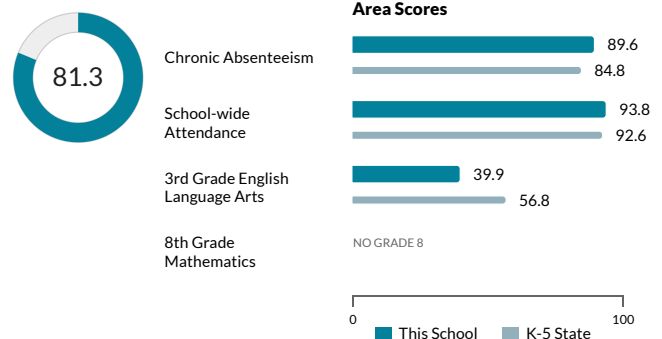 Area Scores
81.3
Chronic Absenteeism
89.6
84.8
School-wide
Attendance
93.8
92.6
3rd Grade English
Language Arts
39.9
56.8
8th Grade
Mathematics
NO GRADE 8
0
100
This School
K-5 State